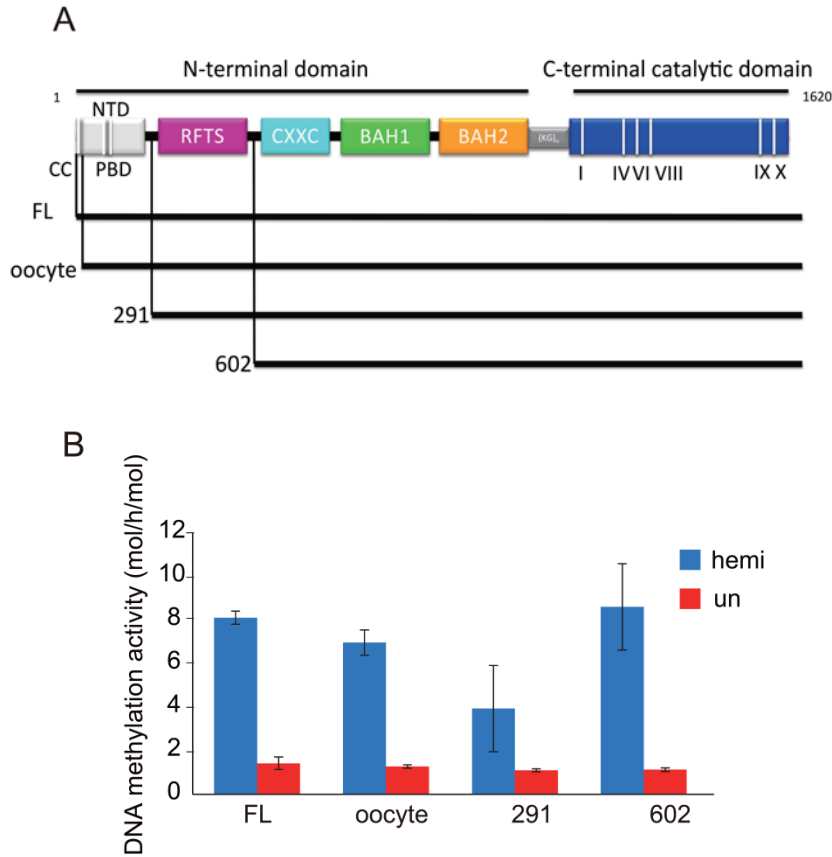 A
N-terminal domain C-terminal catalytic domain
1 1620
NTD
RFTS CXXC BAH1 BAH2 (KG)n
CC PBD I IV VI VIII IX X
FL
oocyte
291
602
B
DNA methylation activity (mol/h/mol)
12
10
8
6
4
2
0
hemi
un
FL oocyte 291 602